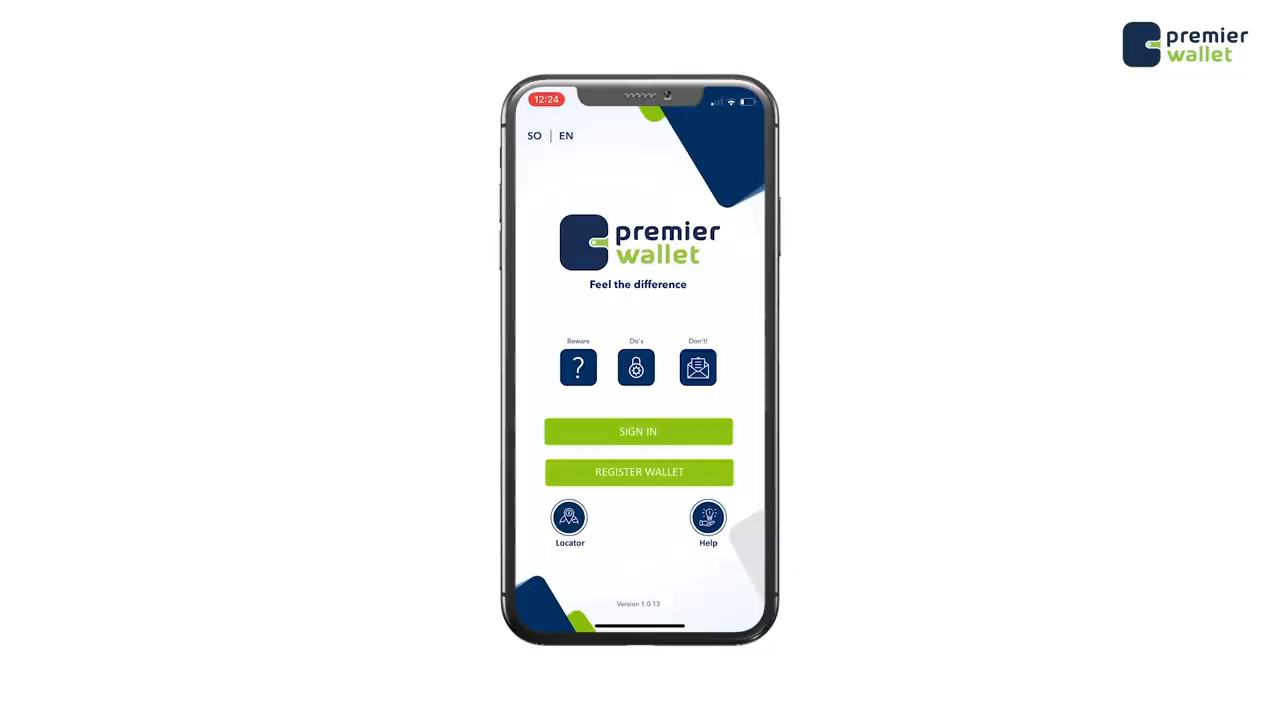 premier
wallet
12:24
SO | EN
premier
wallet
Feel the difference
Beware
Do's
Don't!
SIGN IN
REGISTER WALLET
Locator
Help
Version 1.0.13